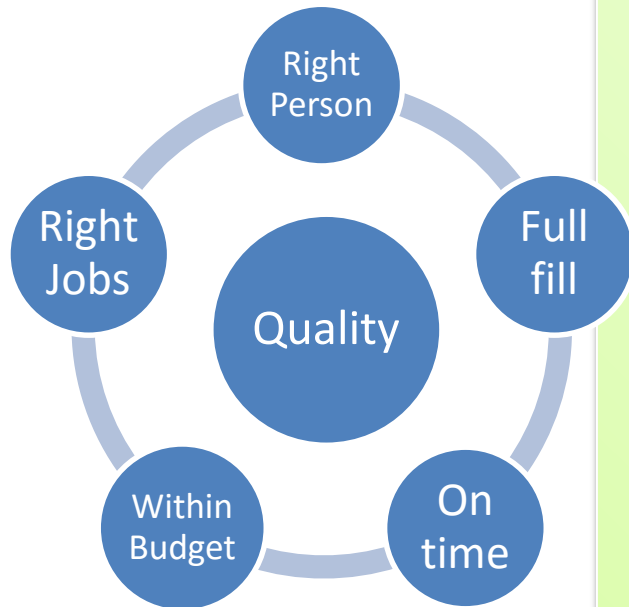 Right
Person
Full
fill
On
time
Within
Budget
Right
Jobs
Quality